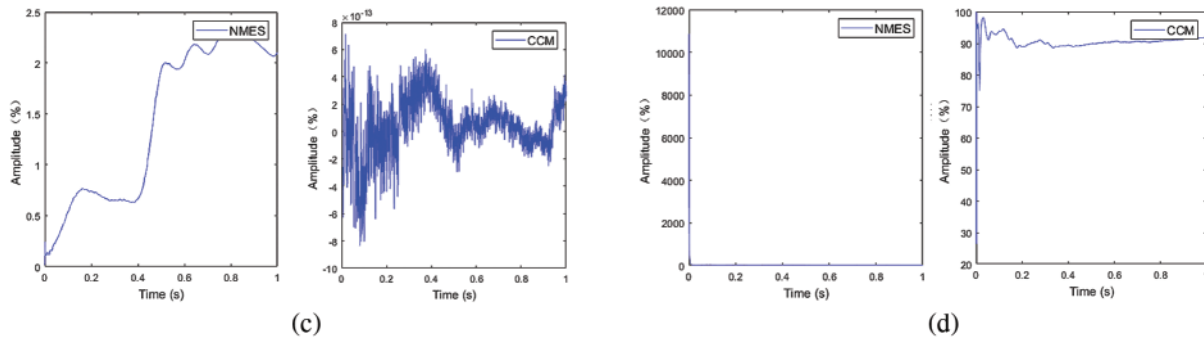 2.5
2
1.5
1
0.5
0
Amplitude (%)
0.2 0.4 0.6 0.8 1
Time (s)
NMES
×10⁻¹³
8
6
4
2
0
-2
-4
-6
-8
-10
Amplitude (%)
0 0.2 0.4 0.6 0.8 1
Time (s)
CCM
(c)
12000
10000
8000
6000
4000
2000
0
Amplitude (%)
0.2 0.4 0.6 0.8 1
Time (s)
NMES
100
90
80
70
60
50
40
30
20
Amplitude (%)
0 0.2 0.4 0.6 0.8
Time (s)
CCM
(d)